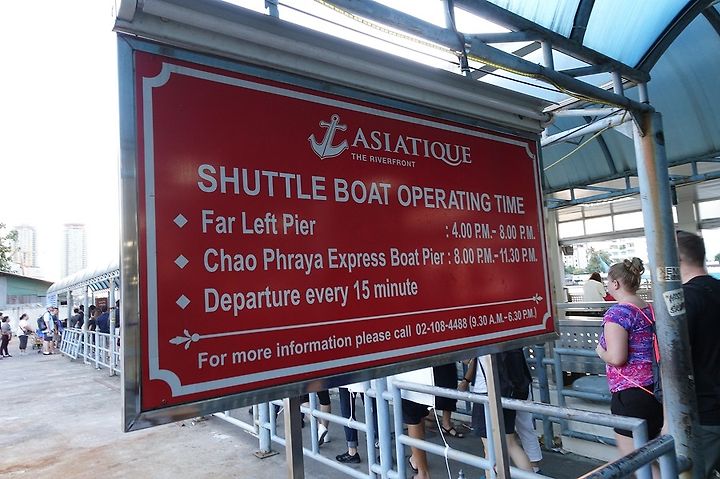 ASIATIQUE
THE RIVERFRONT
SHUTTLE BOAT OPERATING TIME
Far Left Pier : 4.00 P.M.- 8.00 P.M.
Chao Phraya Express Boat Pier : 8.00 P.M.- 11.30 P.M.
Departure every 15 minute
For more information please call 02-108-4488 (9.30 A.M.- 6.30 P.M.)